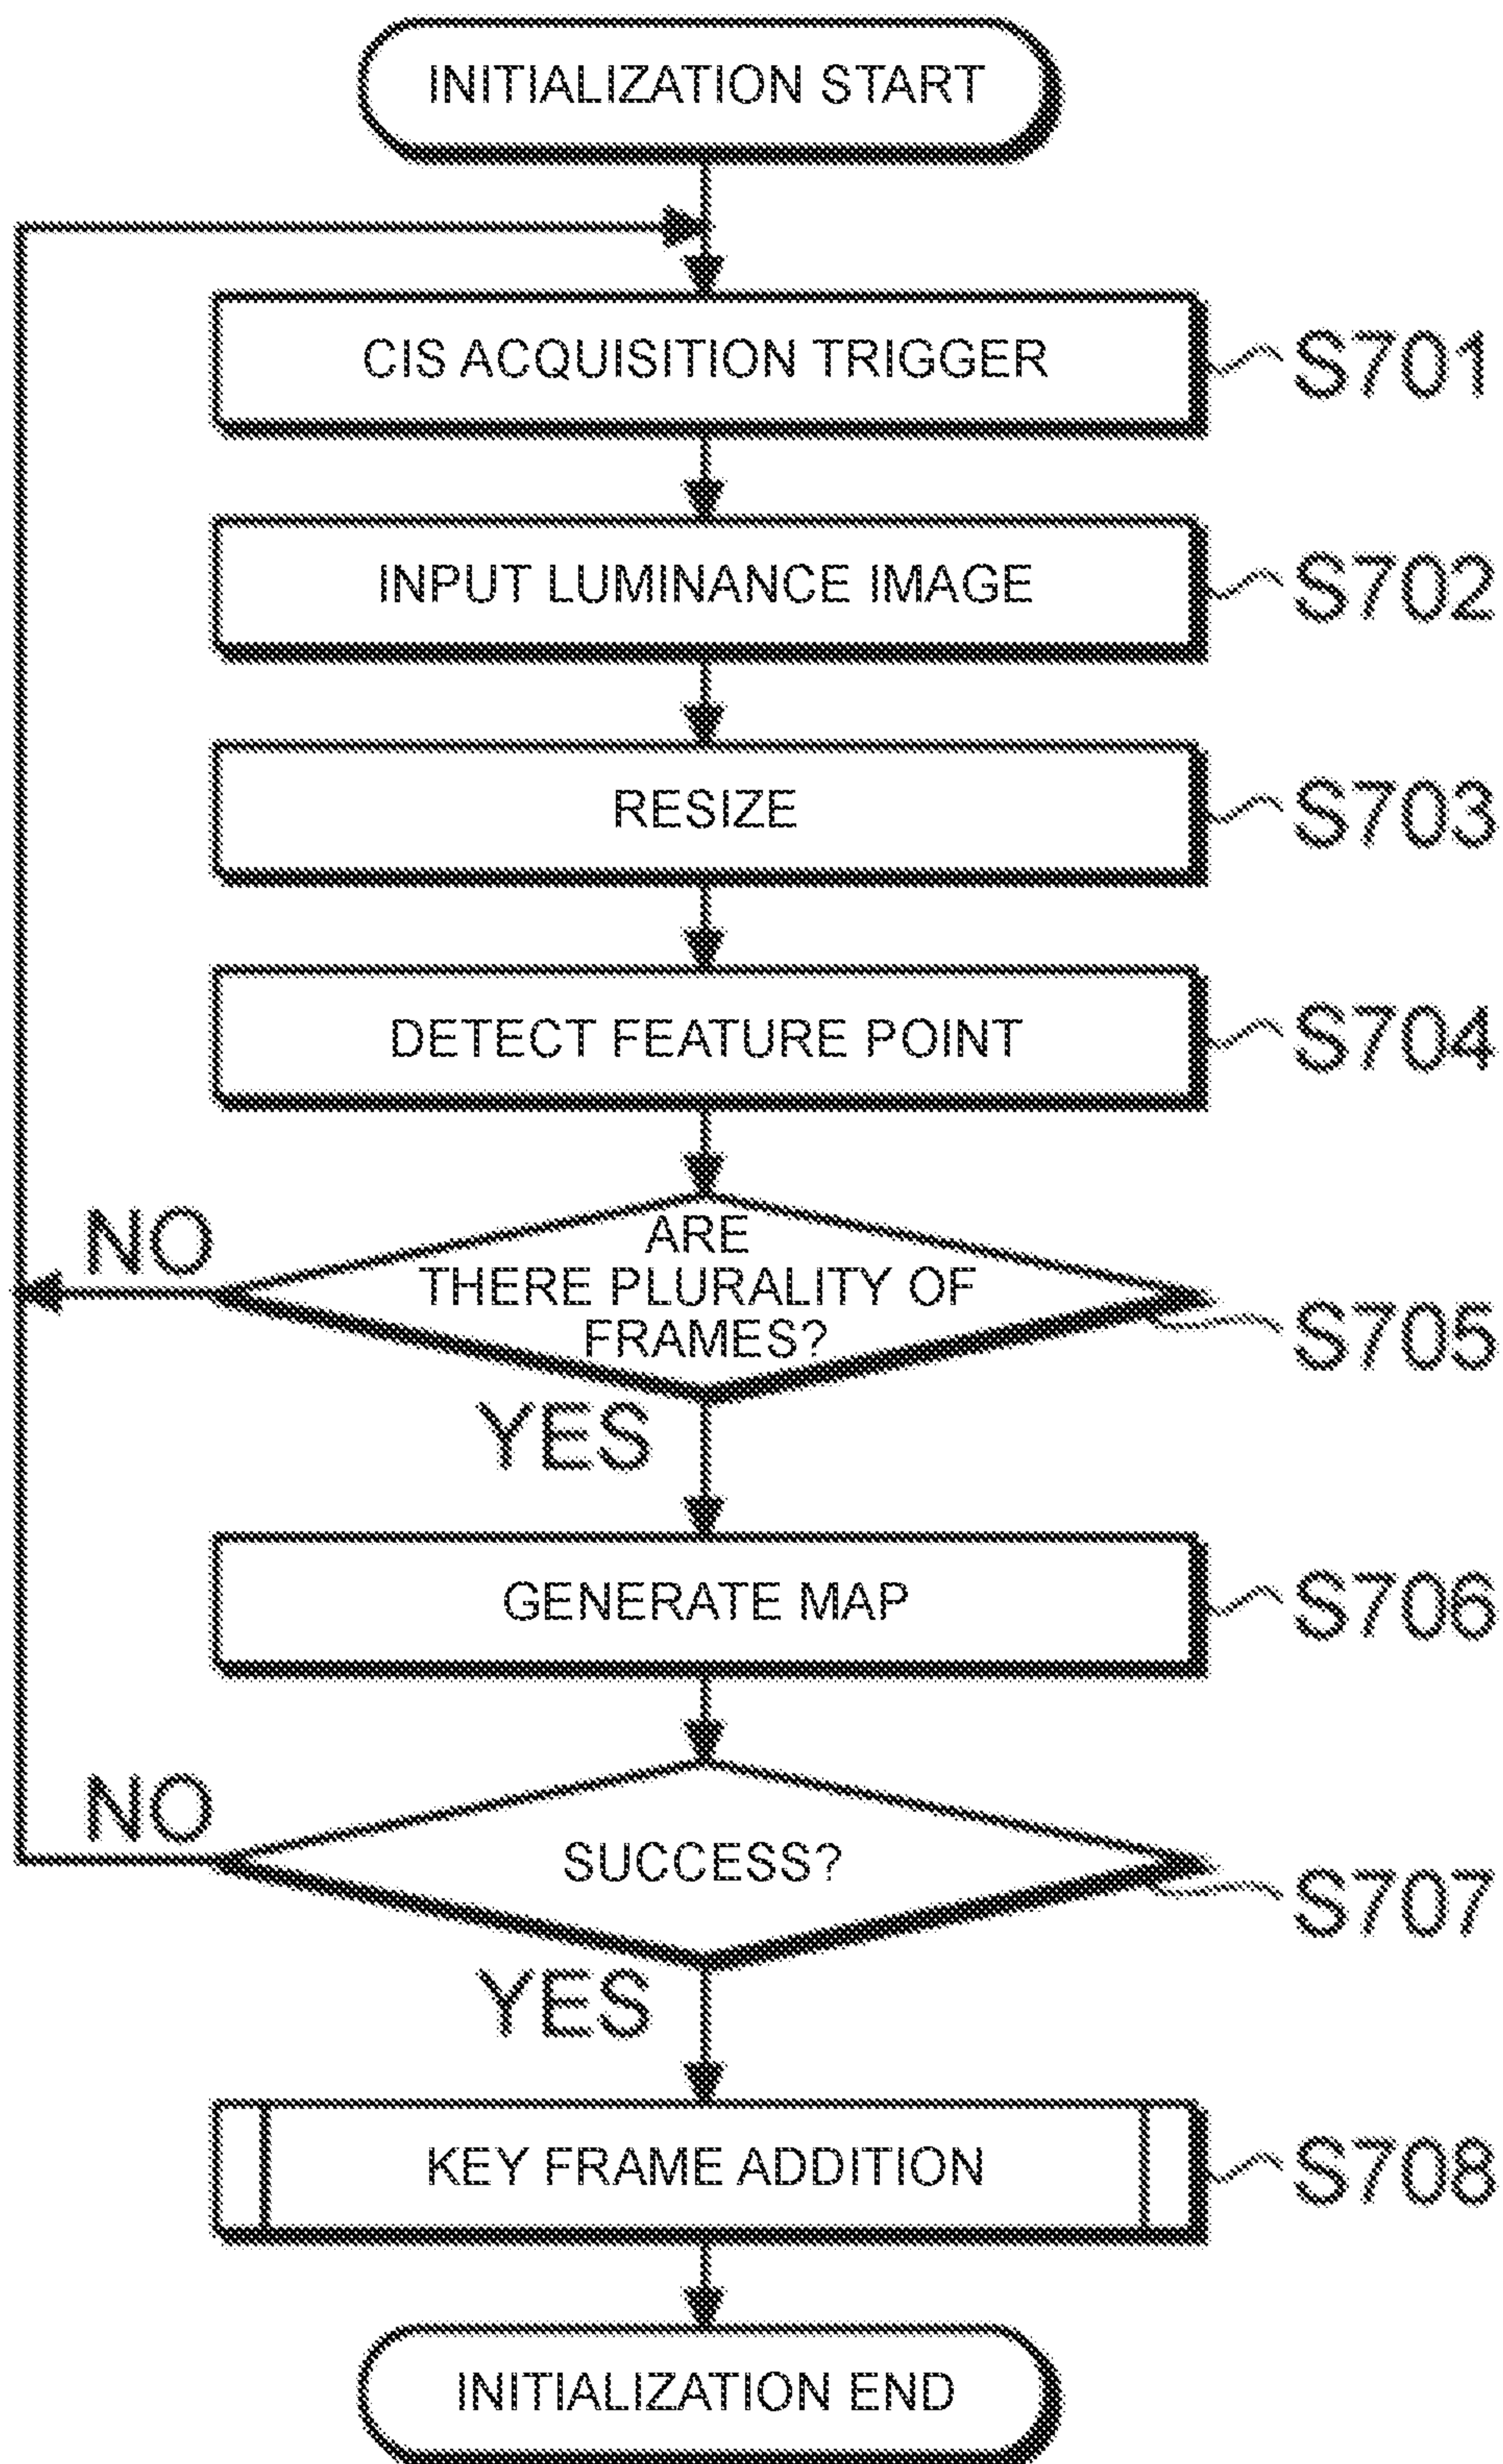 INITIALIZATION START
CIS ACQUISITION TRIGGER
S701
INPUT LUMINANCE IMAGE
S702
RESIZE
S703
DETECT FEATURE POINT
S704
NO
ARE
THERE PLURALITY OF
FRAMES?
S705
YES
GENERATE MAP
S706
NO
SUCCESS?
S707
YES
KEY FRAME ADDITION
S708
INITIALIZATION END